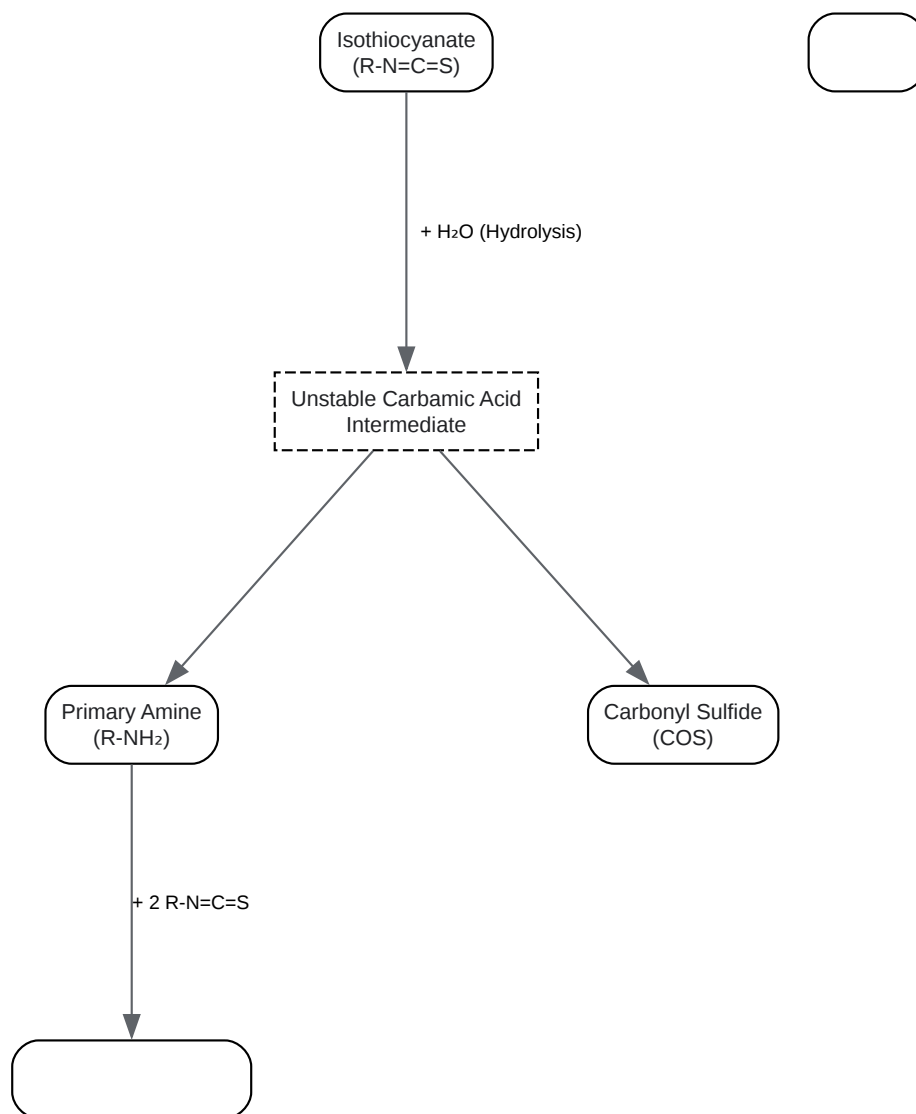 Isothiocyanate
(R-N=C=S)
+ H₂O (Hydrolysis)
Unstable Carbamic Acid
Intermediate
Primary Amine
(R-NH₂)
Carbonyl Sulfide
(COS)
+ 2 R-N=C=S